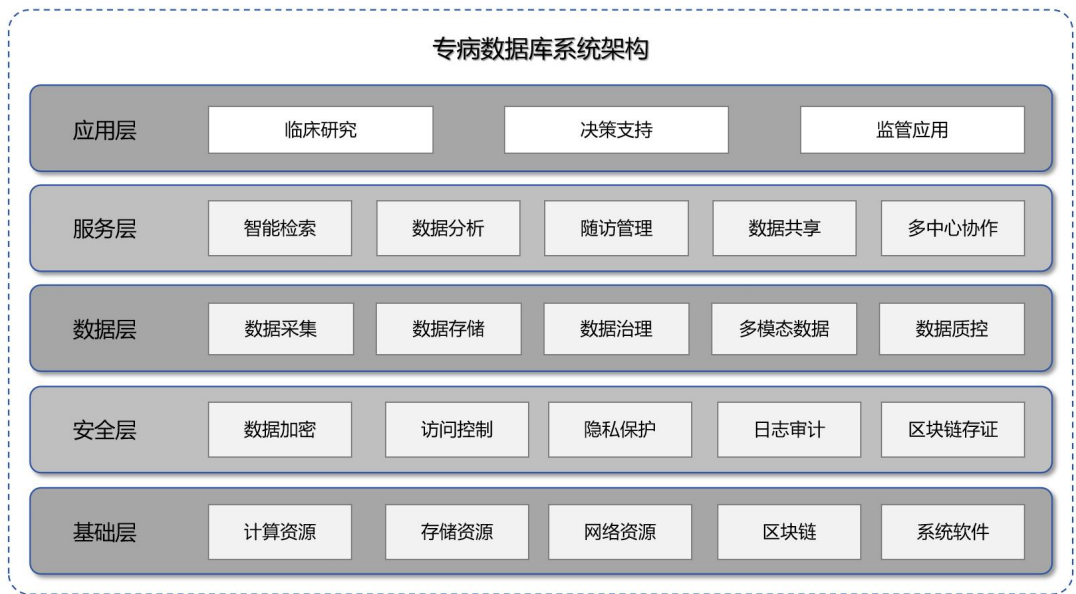 专病数据库系统架构
应用层 临床研究 决策支持 监管应用
服务层 智能检索 数据分析 随访管理 数据共享 多中心协作
数据层 数据采集 数据存储 数据治理 多模态数据 数据质控
安全层 数据加密 访问控制 隐私保护 日志审计 区块链存证
基础层 计算资源 存储资源 网络资源 区块链 系统软件